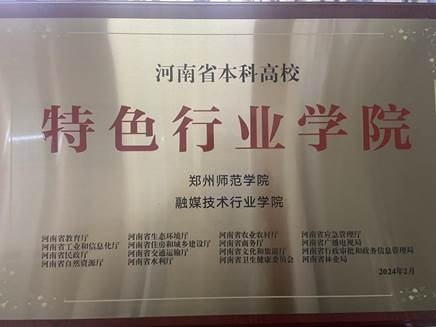 河南省本科高校
特色行业学院
郑州师范学院
融媒技术行业学院
河南省教育厅 河南省生态环境厅 河南省农业农村厅 河南省应急管理厅
河南省工业和信息化厅 河南省住房和城乡建设厅 河南省商务厅 河南省广播电视局
河南省民政厅 河南省交通运输厅 河南省文化和旅游厅 河南省行政审批和政务信息管理局
河南省自然资源厅 河南省水利厅 河南省卫生健康委员会 河南省林业局
2024年2月